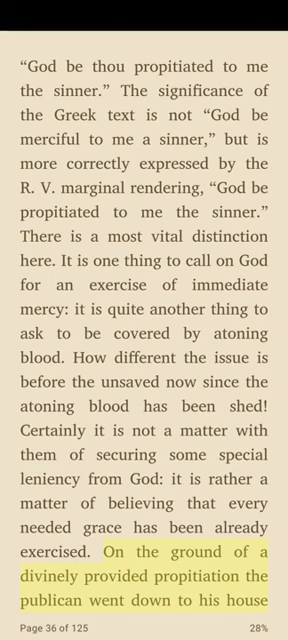 “God be thou propitiated to me
the sinner.” The significance of
the Greek text is not “God be
merciful to me a sinner,” but is
more correctly expressed by the
R. V. marginal rendering, “God be
propitiated to me the sinner.”
There is a most vital distinction
here. It is one thing to call on God
for an exercise of immediate
mercy: it is quite another thing to
ask to be covered by atoning
blood. How different the issue is
before the unsaved now since the
atoning blood has been shed!
Certainly it is not a matter with
them of securing some special
leniency from God: it is rather a
matter of believing that every
needed grace has been already
exercised. On the ground of a
divinely provided propitiation the
publican went down to his house
Page 36 of 125 28%